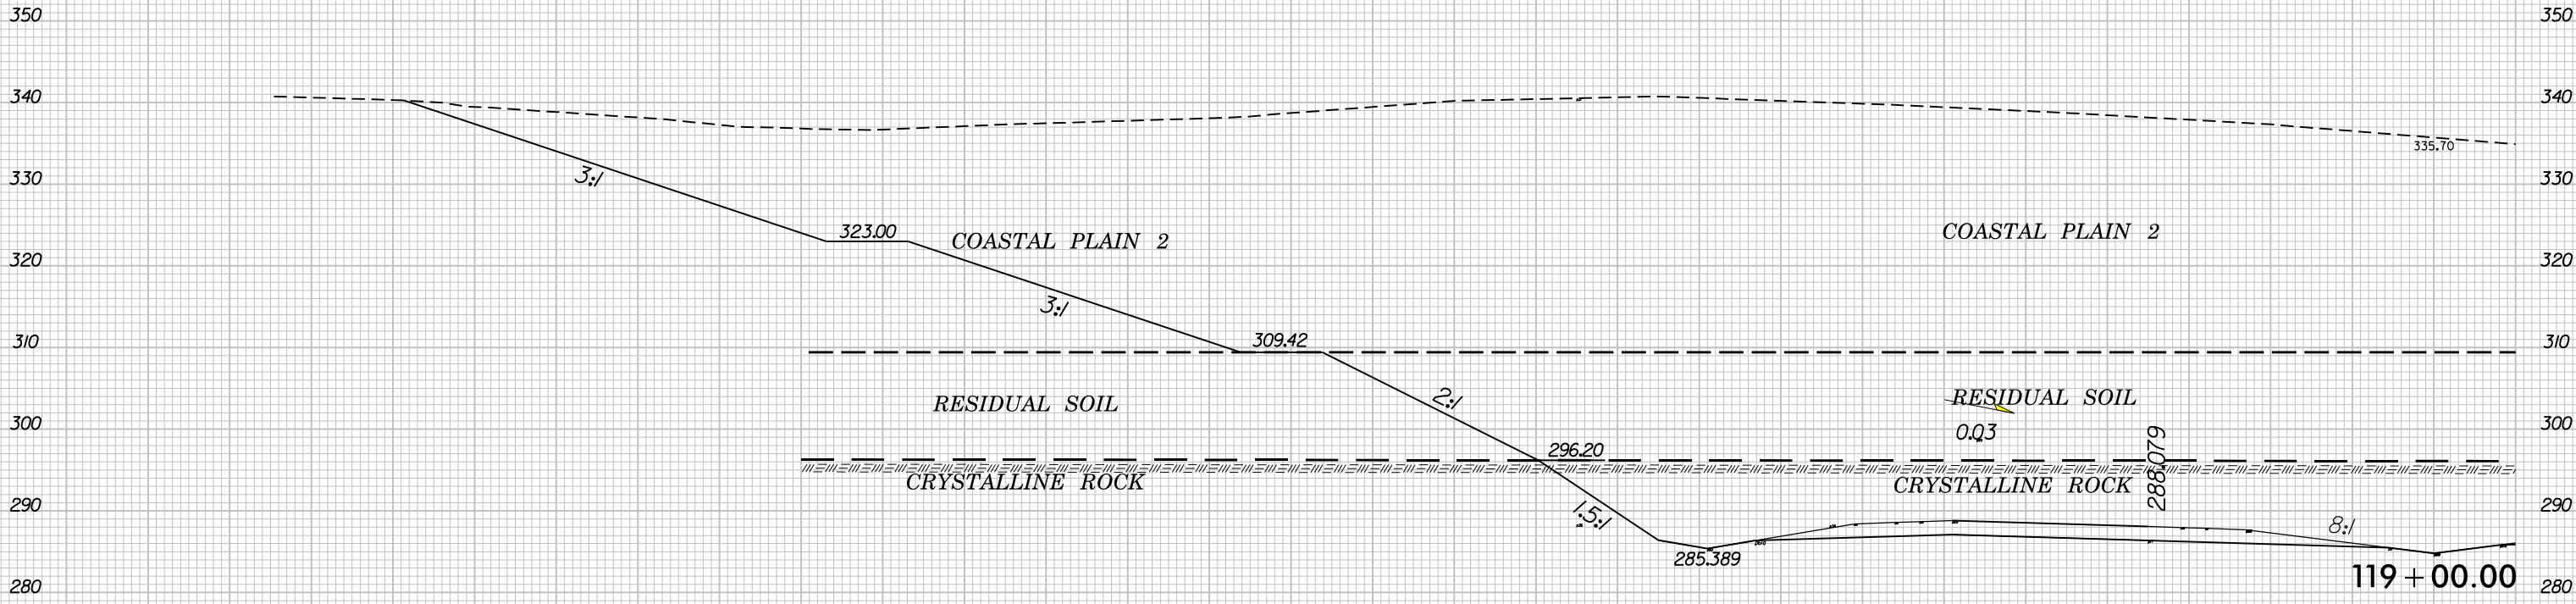 350 350
340 340
335.70
330 3:1 330
323.00
COASTAL PLAIN 2 COASTAL PLAIN 2
320 320
3:1
310 309.42 310
2:1
RESIDUAL SOIL RESIDUAL SOIL
300 0.03 300
296.20
288.079
CRYSTALLINE ROCK CRYSTALLINE ROCK
290 290
1.5:1 8:1
285.389
119+00.00
280 280